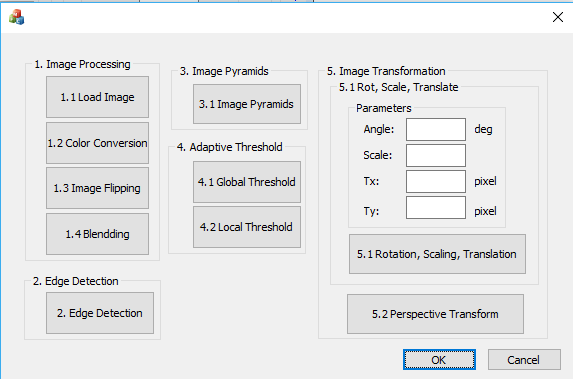 1. Image Processing
1.1 Load Image
1.2 Color Conversion
1.3 Image Flipping
1.4 Blendding
2. Edge Detection
2. Edge Detection
3. Image Pyramids
3.1 Image Pyramids
4. Adaptive Threshold
4.1 Global Threshold
4.2 Local Threshold
5. Image Transformation
5.1 Rot, Scale, Translate
Parameters
Angle: deg
Scale:
Tx: pixel
Ty: pixel
5.1 Rotation, Scaling, Translation
5.2 Perspective Transform
OK Cancel